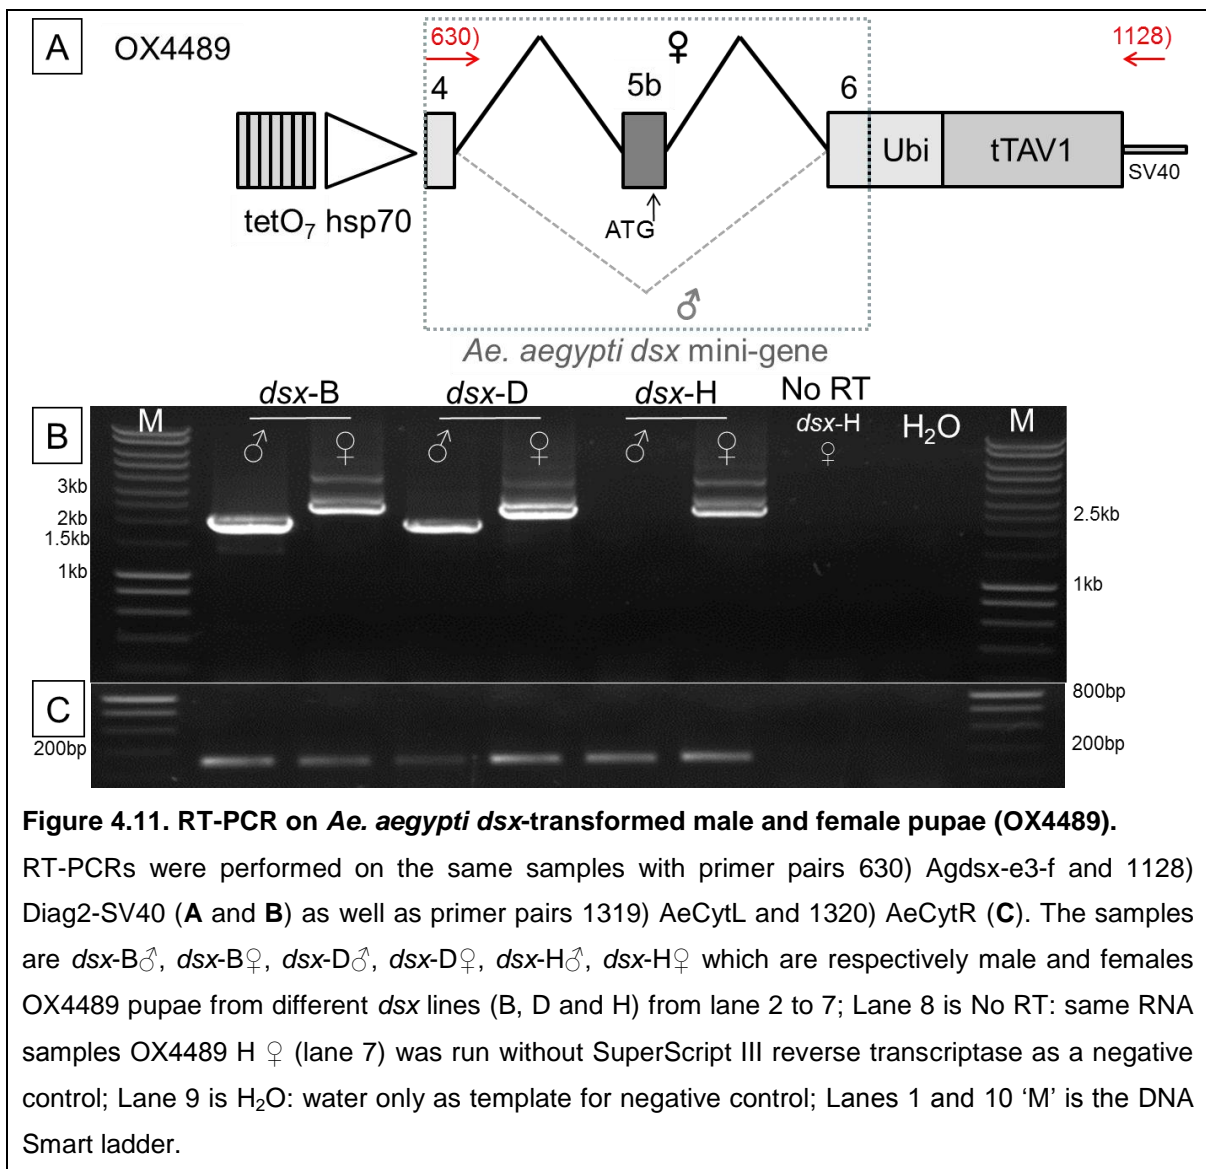 A OX4489
630) ♀ 1128)
4 5b 6
Ubi tTAV1
SV40
tetO₇ hsp70 ATG
♂
Ae. aegypti dsx mini-gene
dsx-B dsx-D dsx-H No RT
B M ♂ ♀ ♂ ♀ ♂ ♀ dsx-H ♀ H₂O M
3kb
2kb 2.5kb
1.5kb
1kb 1kb
C 800bp
200bp 200bp
Figure 4.11. RT-PCR on Ae. aegypti dsx-transformed male and female pupae (OX4489).
RT-PCRs were performed on the same samples with primer pairs 630) Agdsx-e3-f and 1128)
Diag2-SV40 (A and B) as well as primer pairs 1319) AeCytL and 1320) AeCytR (C). The samples
are dsx-B♂, dsx-B♀, dsx-D♂, dsx-D♀, dsx-H♂, dsx-H♀ which are respectively male and females
OX4489 pupae from different dsx lines (B, D and H) from lane 2 to 7; Lane 8 is No RT: same RNA
samples OX4489 H ♀ (lane 7) was run without SuperScript III reverse transcriptase as a negative
control; Lane 9 is H₂O: water only as template for negative control; Lanes 1 and 10 ‘M’ is the DNA
Smart ladder.